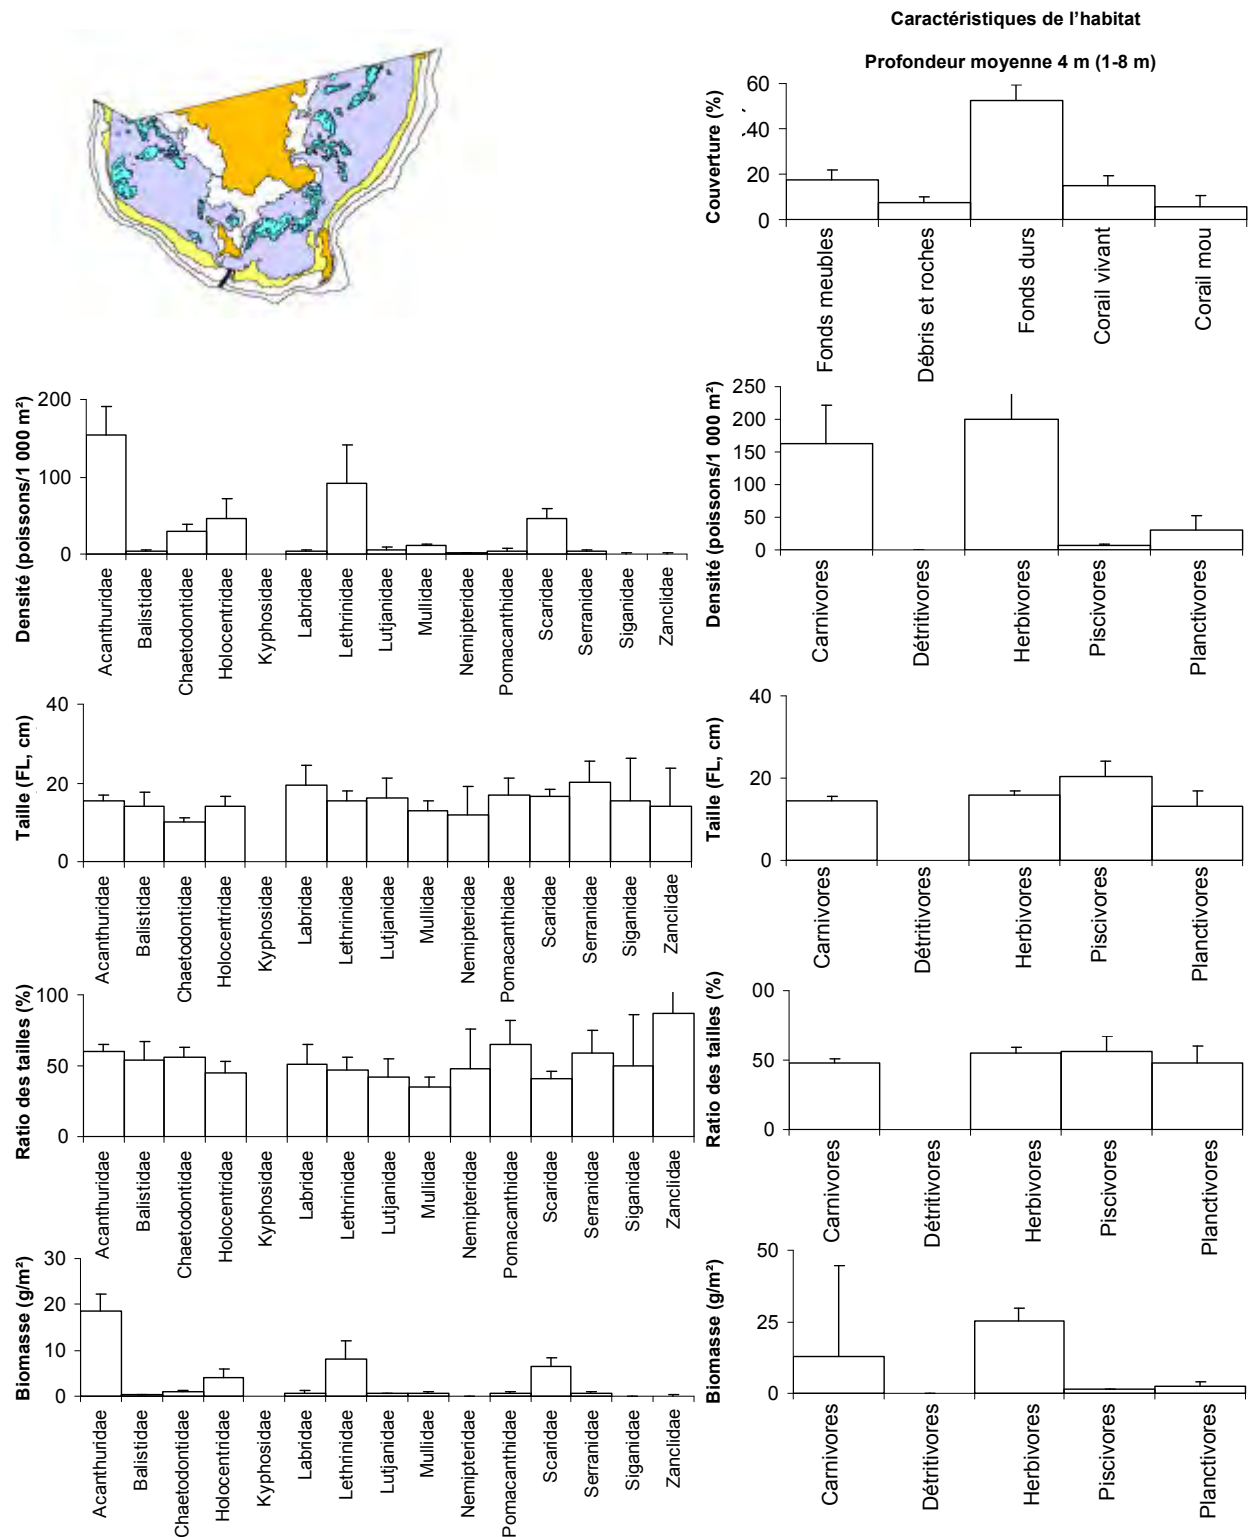 Caractéristiques de l'habitat
Profondeur moyenne 4 m (1-8 m)
Couverture (%)
60
40
20
0
Fonds meubles
Débris et roches
Fonds durs
Corail vivant
Corail mou
Densité (poissons/1 000 m²)
200
100
0
Acanthuridae
Balistidae
Chaetodontidae
Holocentridae
Kyphosidae
Labridae
Lethrinidae
Lutjanidae
Mullidae
Nemipteridae
Pomacanthidae
Scaridae
Serranidae
Siganidae
Zanclidae
Densité (poissons/1 000 m²)
250
200
150
100
50
0
Carnivores
Détritivores
Herbivores
Piscivores
Planctivores
Taille (FL, cm)
40
20
0
Acanthuridae
Balistidae
Chaetodontidae
Holocentridae
Kyphosidae
Labridae
Lethrinidae
Lutjanidae
Mullidae
Nemipteridae
Pomacanthidae
Scaridae
Serranidae
Siganidae
Zanclidae
Taille (FL, cm)
40
20
0
Carnivores
Détritivores
Herbivores
Piscivores
Planctivores
Ratio des tailles (%)
100
50
0
Acanthuridae
Balistidae
Chaetodontidae
Holocentridae
Kyphosidae
Labridae
Lethrinidae
Lutjanidae
Mullidae
Nemipteridae
Pomacanthidae
Scaridae
Serranidae
Siganidae
Zanclidae
Ratio des tailles (%)
00
50
0
Carnivores
Détritivores
Herbivores
Piscivores
Planctivores
Biomasse (g/m²)
30
20
10
0
Acanthuridae
Balistidae
Chaetodontidae
Holocentridae
Kyphosidae
Labridae
Lethrinidae
Lutjanidae
Mullidae
Nemipteridae
Pomacanthidae
Scaridae
Serranidae
Siganidae
Zanclidae
Biomasse (g/m²)
50
25
0
Carnivores
Détritivores
Herbivores
Piscivores
Planctivores